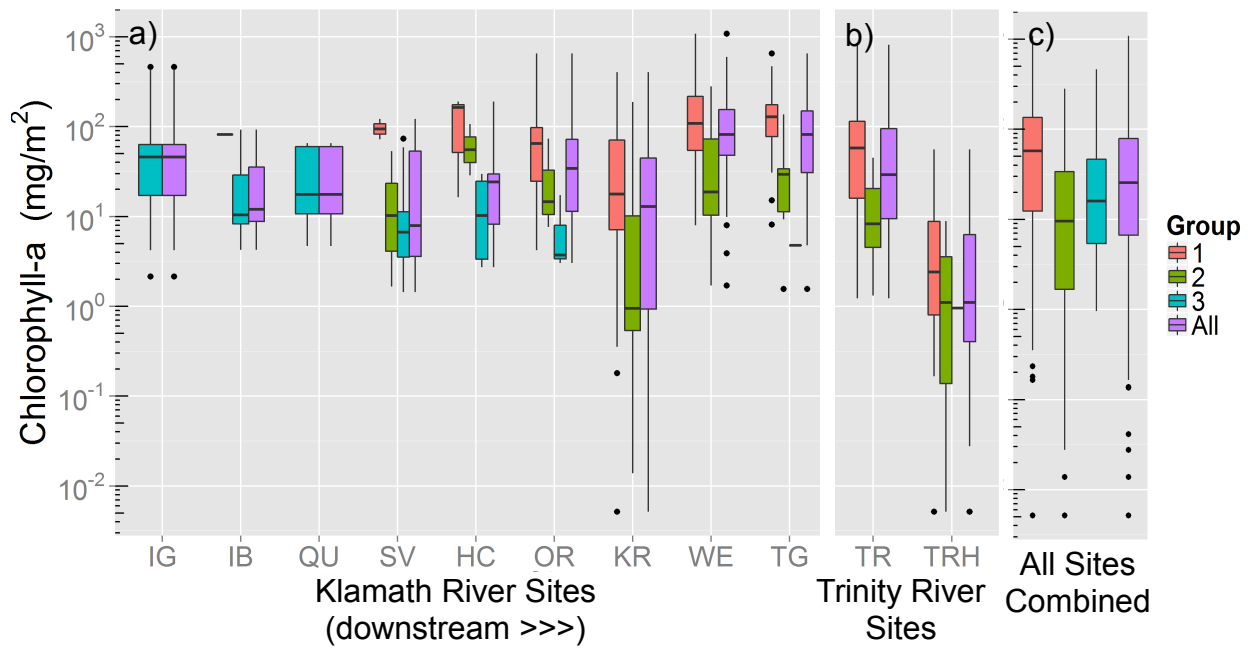 a)
b)
c)
Chlorophyll-a (mg/m²)
10³
10²
10¹
10⁰
10⁻¹
10⁻²
IG IB QU SV HC OR KR WE TG
TR TRH
Klamath River Sites
(downstream >>>)
Trinity River
Sites
All Sites
Combined
Group
1
2
3
All